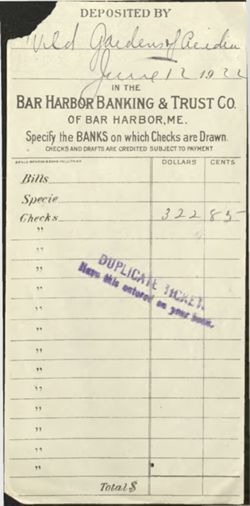 DEPOSITED BY
Wild Gardens of Acadia
June 12 1922
IN THE
BAR HARBOR BANKING & TRUST CO.
OF BAR HARBOR, ME.
Specify the BANKS on which Checks are Drawn.
CHECKS AND DRAFTS ARE CREDITED SUBJECT TO PAYMENT
DOLLARS CENTS
Bills
Specie
Checks 322 85
"
"
"
DUPLICATE TICKET.
Have this entered on your book.
"
"
"
"
"
"
"
"
"
"
Total $